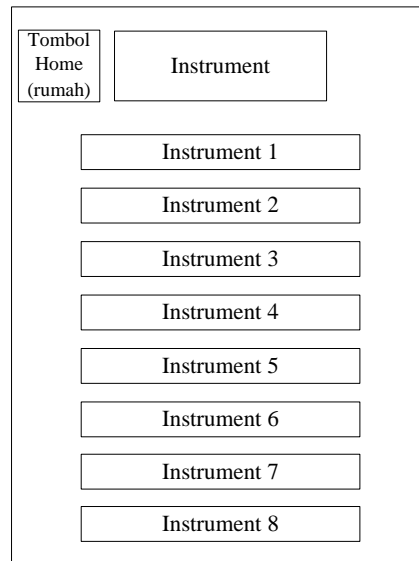 Tombol
Home
(rumah)
Instrument
Instrument 1
Instrument 2
Instrument 3
Instrument 4
Instrument 5
Instrument 6
Instrument 7
Instrument 8